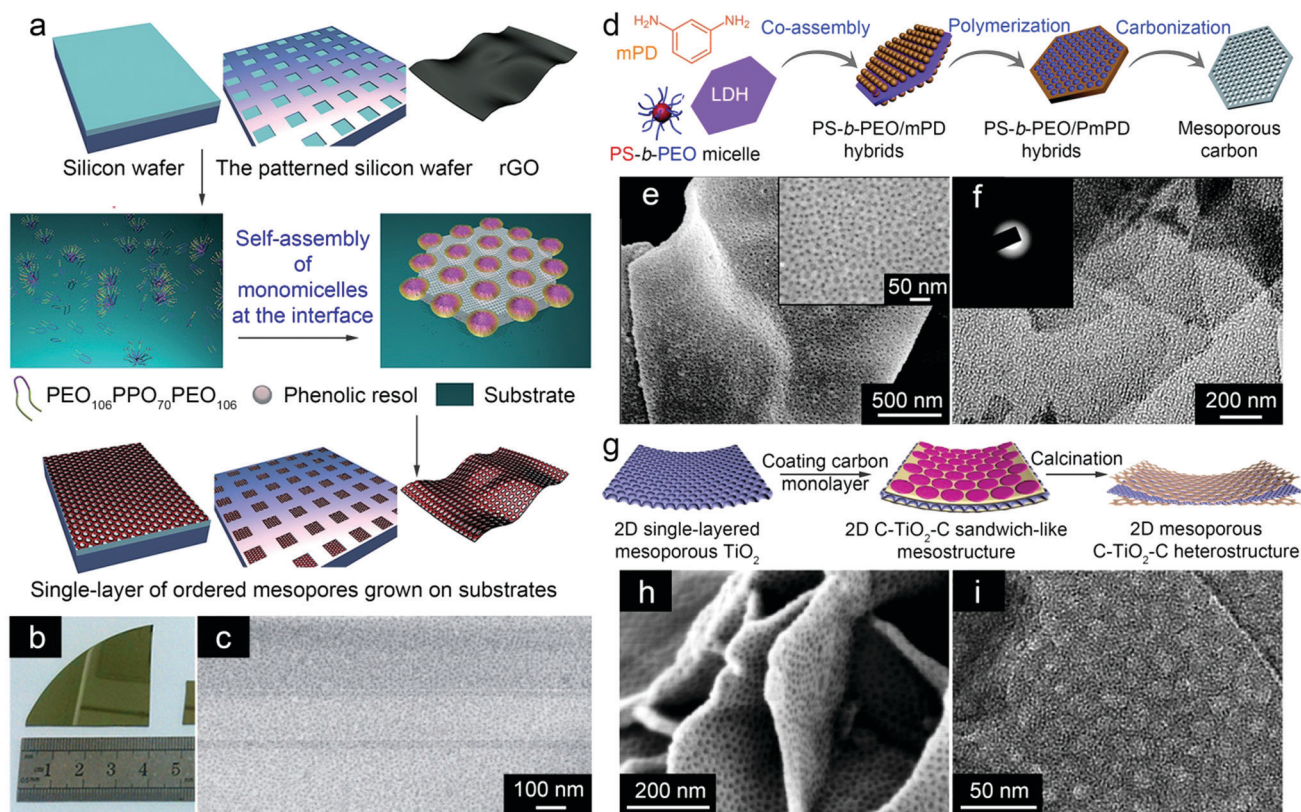 a
Silicon wafer
The patterned silicon wafer
rGO
Self-assembly
of
monomicelles
at the interface
PEO₁₀₆PPO₇₀PEO₁₀₆
Phenolic resol
Substrate
Single-layer of ordered mesopores grown on substrates
b
cm 1 2 3 4 5
c
100 nm
d
H₂N
NH₂
mPD
LDH
PS-b-PEO micelle
Co-assembly
PS-b-PEO/mPD
hybrids
Polymerization
PS-b-PEO/PmPD
hybrids
Carbonization
Mesoporous
carbon
e
50 nm
500 nm
f
200 nm
g
2D single-layered
mesoporous TiO₂
Coating carbon
monolayer
2D C-TiO₂-C sandwich-like
mesostructure
Calcination
2D mesoporous
C-TiO₂-C heterostructure
h
200 nm
i
50 nm